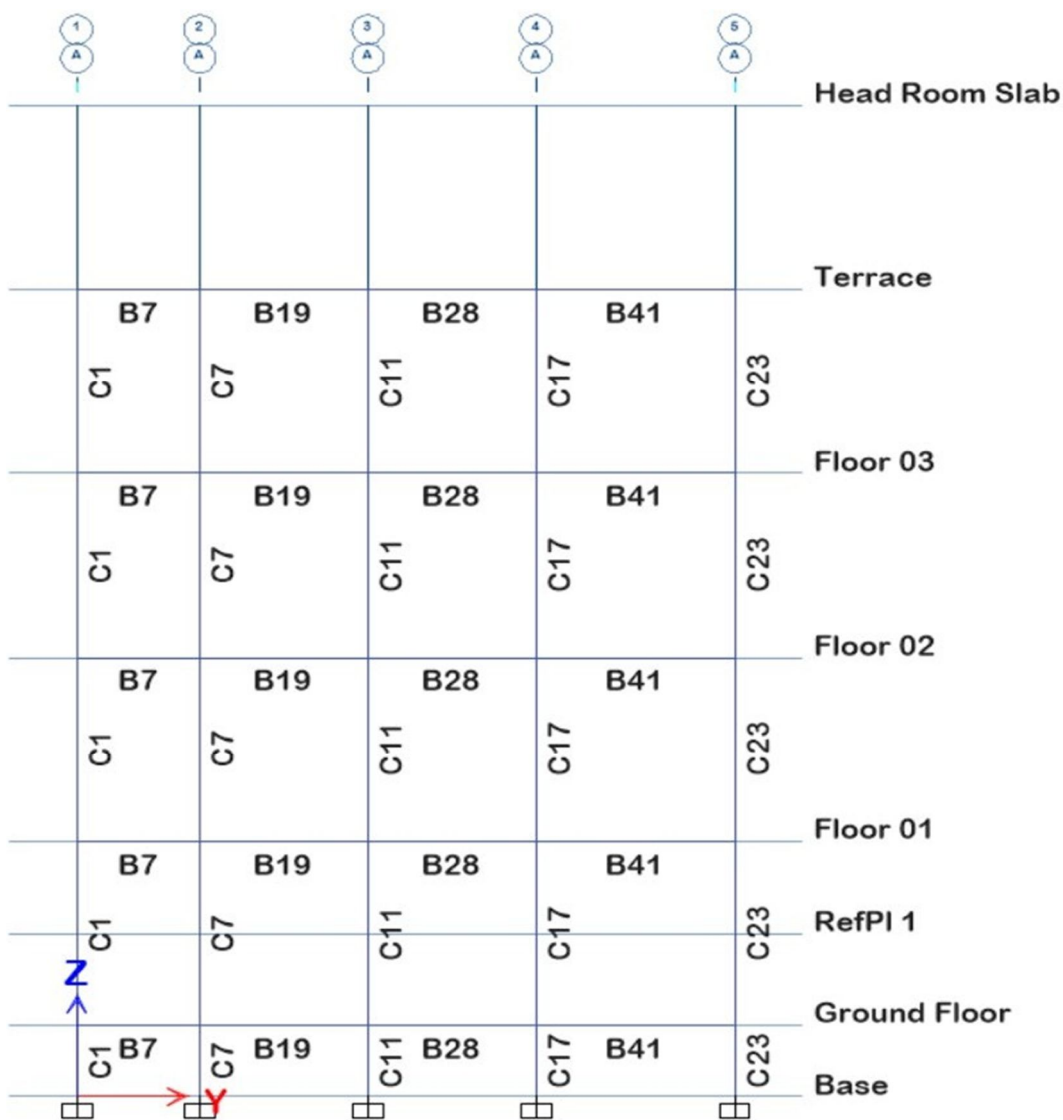 1 2 3 4 5
A A A A A
Head Room Slab
Terrace
B7 B19 B28 B41
C1 C7 C11 C17 C23
Floor 03
B7 B19 B28 B41
C1 C7 C11 C17 C23
Floor 02
B7 B19 B28 B41
C1 C7 C11 C17 C23
Floor 01
B7 B19 B28 B41
C1 C7 C11 C17 C23 RefPl 1
Z
Ground Floor
C1 B7 C7 B19 C11 B28 C17 B41 C23
Y Base